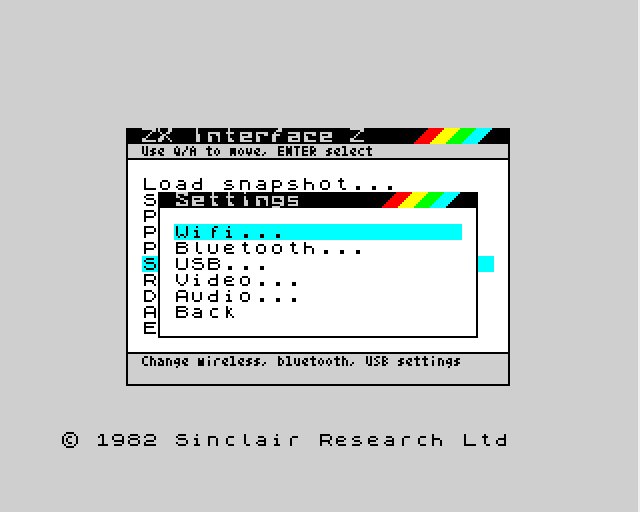 ZX Interface Z
Use Q/A to move, ENTER select
Load snapshot...
S
Settings
P
P
Wifi...
P
Bluetooth...
S
USB...
R
Video...
D
Audio...
A
Back
E
Change wireless, bluetooth, USB settings
© 1982 Sinclair Research Ltd